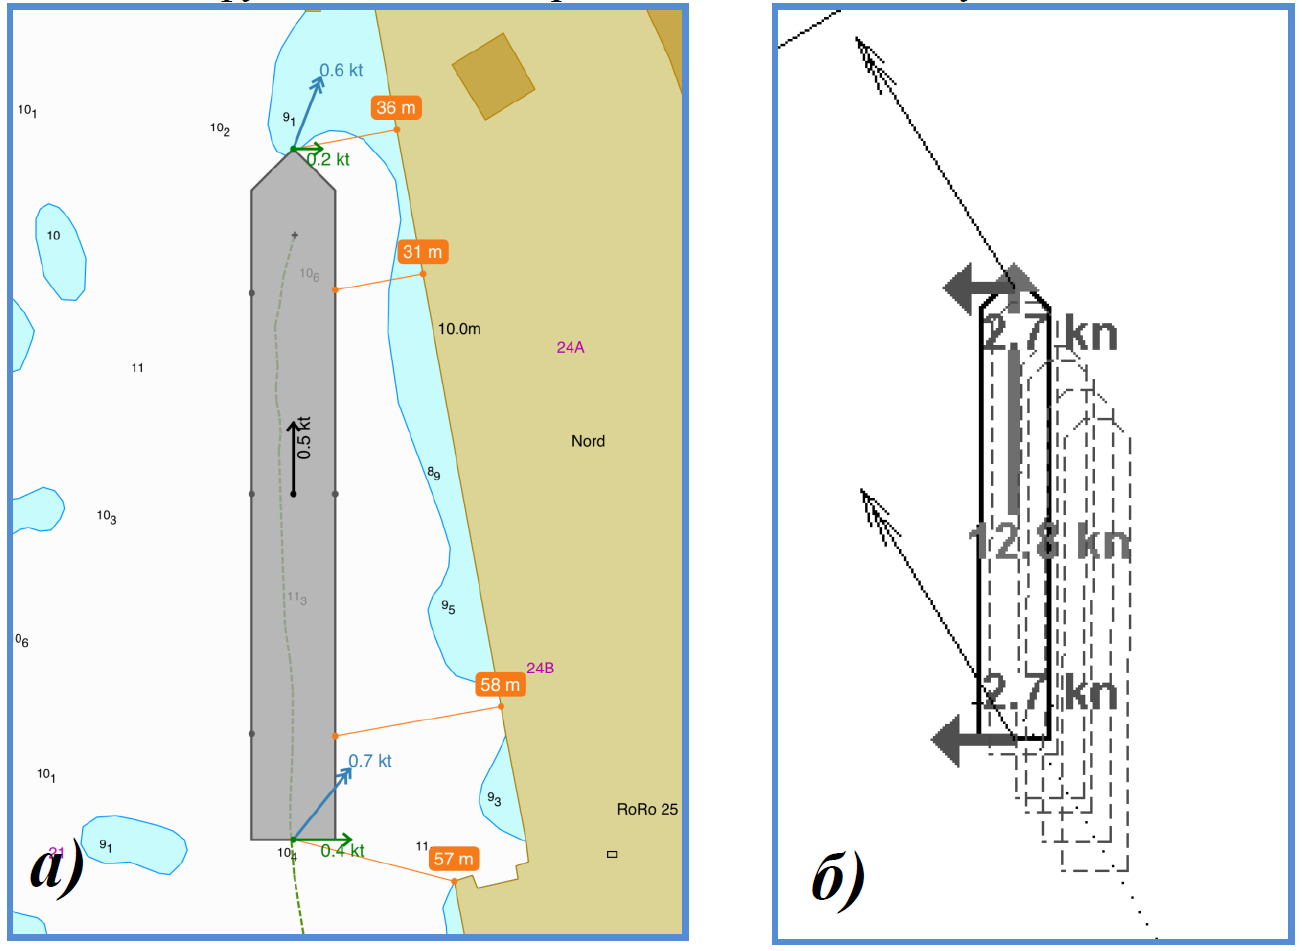 0.6 kt
36 m
10₁
9₁
10₂
0.2 kt
10
31 m
10₆
10.0m
24A
11
0.5 kt
Nord
8₉
10₃
11₃
9₅
0₆
24B
58 m
0.7 kt
10₁
9₃
RoRo 25
21
9₁
10₄
0.4 kt
11
57 m
а)
2.7 kn
12.8 kn
2.7 kn
б)